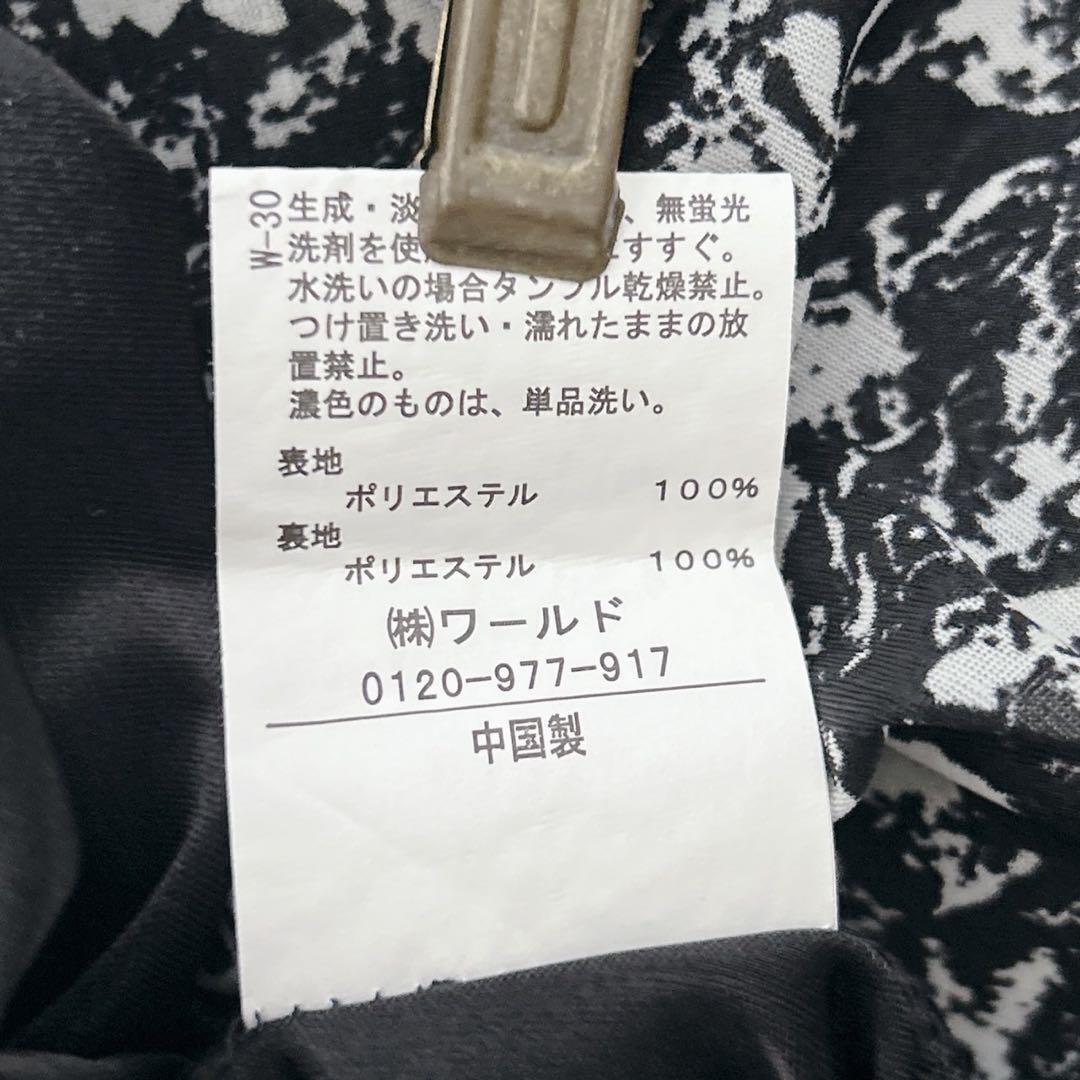 W-30
生成・淡 、無蛍光
洗剤を使 すすぐ。
水洗いの場合タンブル乾燥禁止。
つけ置き洗い・濡れたままの放
置禁止。
濃色のものは、単品洗い。
表地
ポリエステル 100%
裏地
ポリエステル 100%
㈱ワールド
0120-977-917
中国製